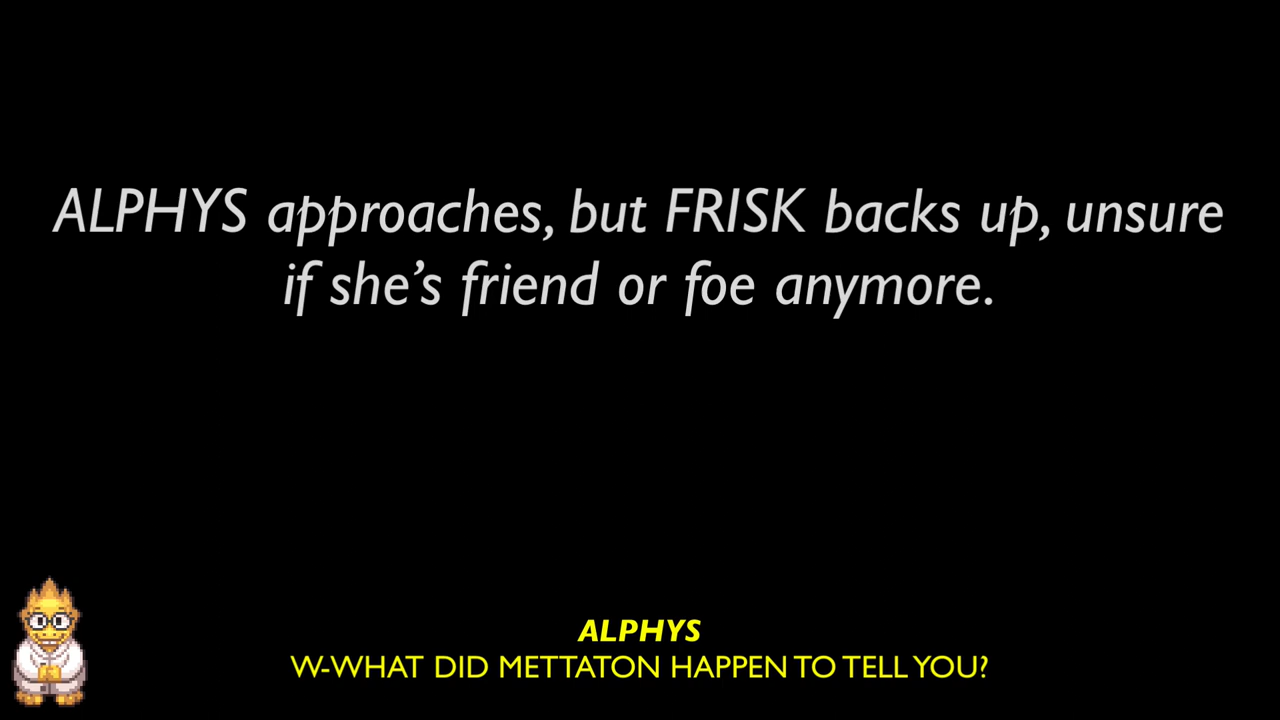 ALPHYS approaches, but FRISK backs up, unsure
if she’s friend or foe anymore.
ALPHYS
W-WHAT DID METTATON HAPPEN TO TELL YOU?